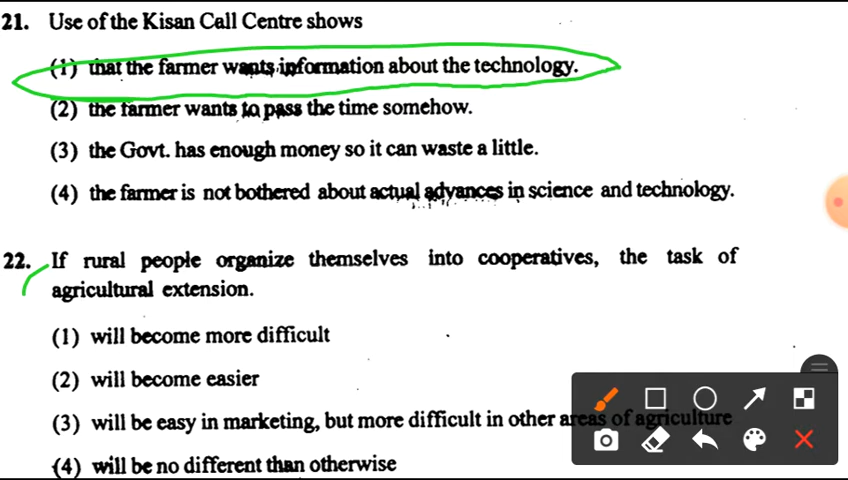 21. Use of the Kisan Call Centre shows
(1) that the farmer wants information about the technology.
(2) the farmer wants to pass the time somehow.
(3) the Govt. has enough money so it can waste a little.
(4) the farmer is not bothered about actual advances in science and technology.
22. If rural people organize themselves into cooperatives, the task of
agricultural extension.
(1) will become more difficult
(2) will become easier
(3) will be easy in marketing, but more difficult in other areas of agriculture
(4) will be no different than otherwise